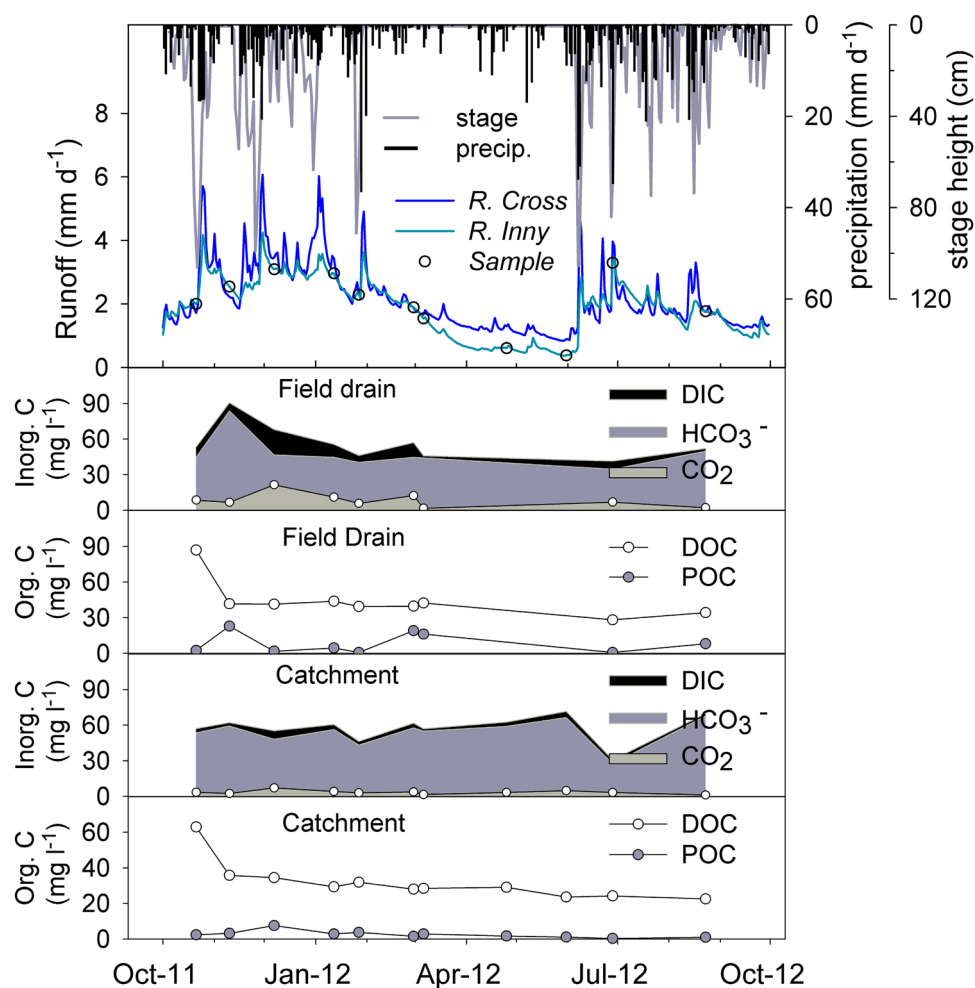 Runoff (mm d-1)
8
6
4
2
0
stage
precip.
R. Cross
R. Inny
Sample
0
20
40
60
precipitation (mm d-1)
0
40
80
120
stage height (cm)
Field drain
Inorg. C
(mg l-1)
90
60
30
0
DIC
HCO3 -
CO2
Field Drain
Org. C
(mg l-1)
90
60
30
0
DOC
POC
Catchment
Inorg. C
(mg l-1)
90
60
30
0
DIC
HCO3 -
CO2
Catchment
Org. C
(mg l-1)
60
40
20
0
DOC
POC
Oct-11
Jan-12
Apr-12
Jul-12
Oct-12